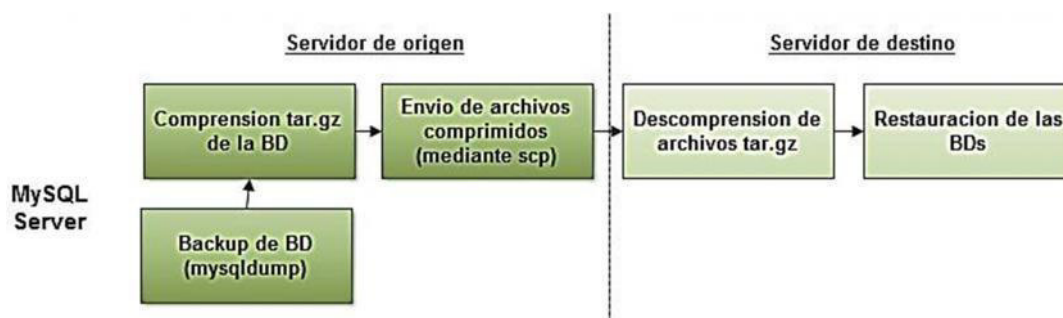 Servidor de origen
Servidor de destino
Comprension tar.gz
de la BD
Envio de archivos
comprimidos
(mediante scp)
Descomprension de
archivos tar.gz
Restauracion de las
BDs
MySQL
Server
Backup de BD
(mysqldump)